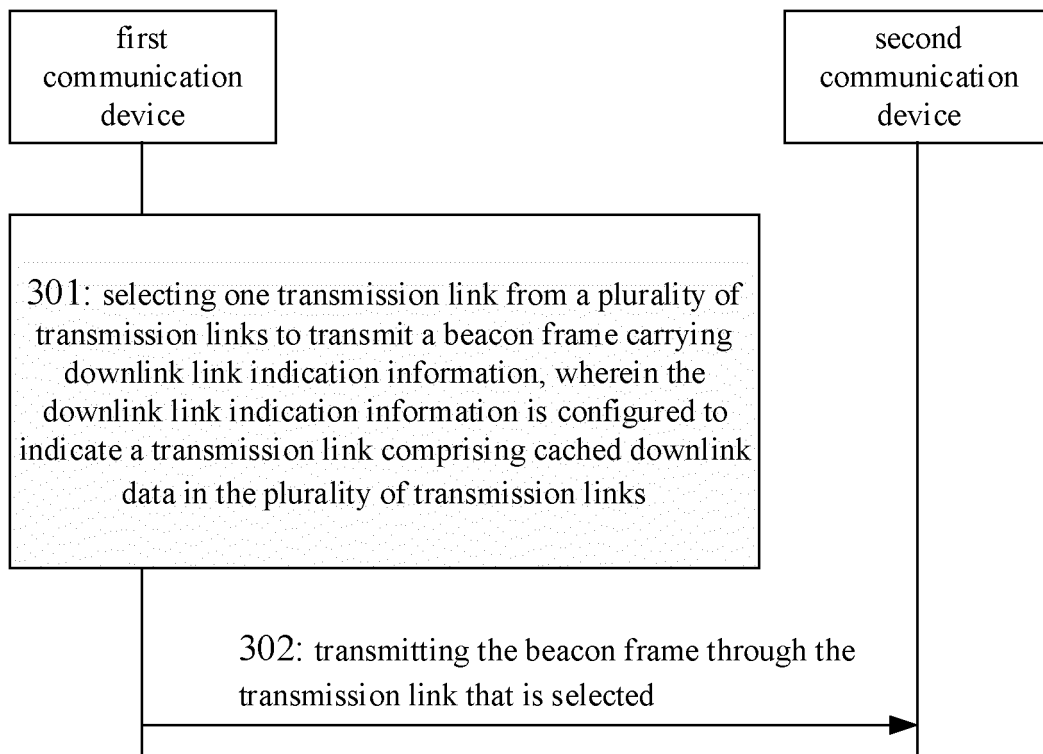 first
communication
device
second
communication
device
301: selecting one transmission link from a plurality of
transmission links to transmit a beacon frame carrying
downlink link indication information, wherein the
downlink link indication information is configured to
indicate a transmission link comprising cached downlink
data in the plurality of transmission links
302: transmitting the beacon frame through the
transmission link that is selected